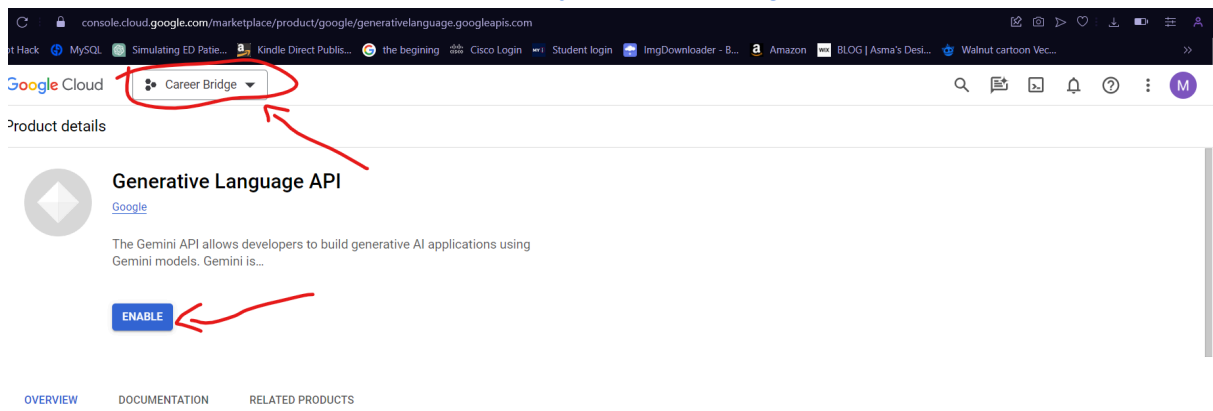 console.cloud.google.com/marketplace/product/google/generativelanguage.googleapis.com
ot Hack MySQL Simulating ED Patie... Kindle Direct Publis... the begining Cisco Login Student login ImgDownloader - B... Amazon BLOG | Asma's Desi... Walnut cartoon Vec...
Google Cloud Career Bridge M
Product details
Generative Language API
Google
The Gemini API allows developers to build generative AI applications using
Gemini models. Gemini is...
ENABLE
OVERVIEW DOCUMENTATION RELATED PRODUCTS